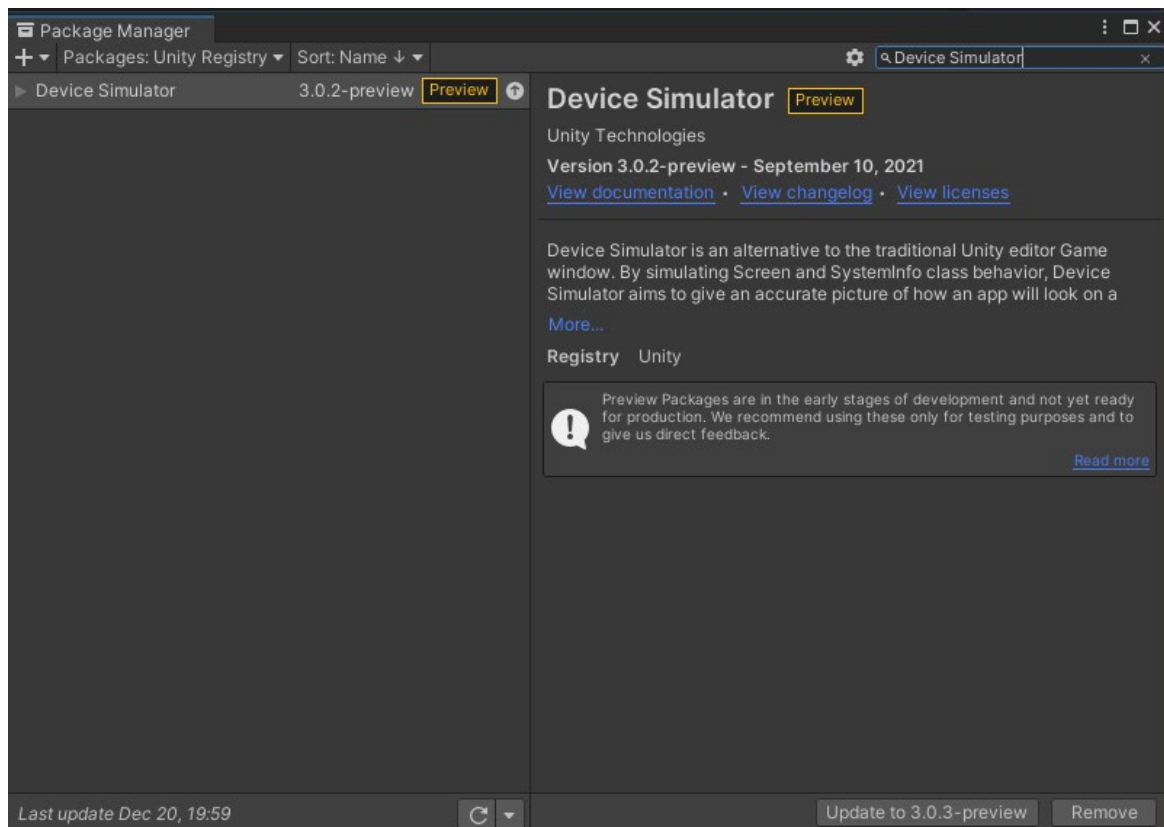 Package Manager
Packages: Unity Registry Sort: Name ↓ Device Simulator
Device Simulator 3.0.2-preview Preview
Device Simulator Preview
Unity Technologies
Version 3.0.2-preview - September 10, 2021
View documentation • View changelog • View licenses
Device Simulator is an alternative to the traditional Unity editor Game
window. By simulating Screen and SystemInfo class behavior, Device
Simulator aims to give an accurate picture of how an app will look on a
More...
Registry Unity
Preview Packages are in the early stages of development and not yet ready
for production. We recommend using these only for testing purposes and to
give us direct feedback.
Read more
Last update Dec 20, 19:59
Update to 3.0.3-preview Remove